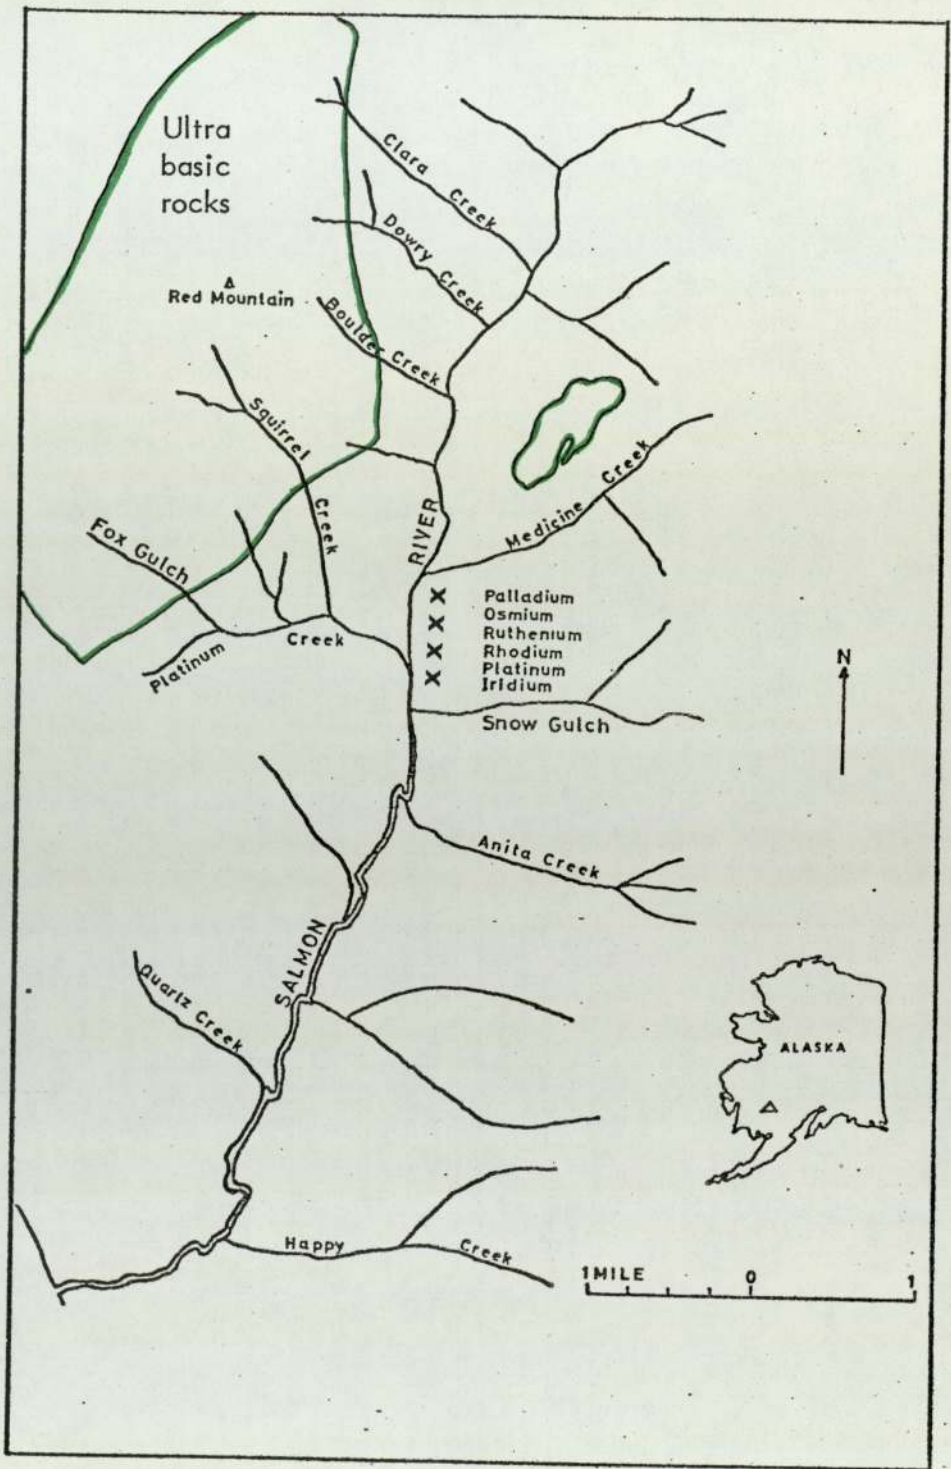 Ultra
basic
rocks
Clara Creek
Dowry Creek
Red Mountain
Boulder Creek
Squirrel Creek
Medicine Creek
RIVER
Fox Gulch
Palladium
Osmium
Ruthenium
Rhodium
Platinum
Iridium
X
X
X X
X X
X X
Platinum Creek
N
Snow Gulch
Anita Creek
SALMON
Quartz Creek
ALASKA
Happy Creek
1 MILE 0 1